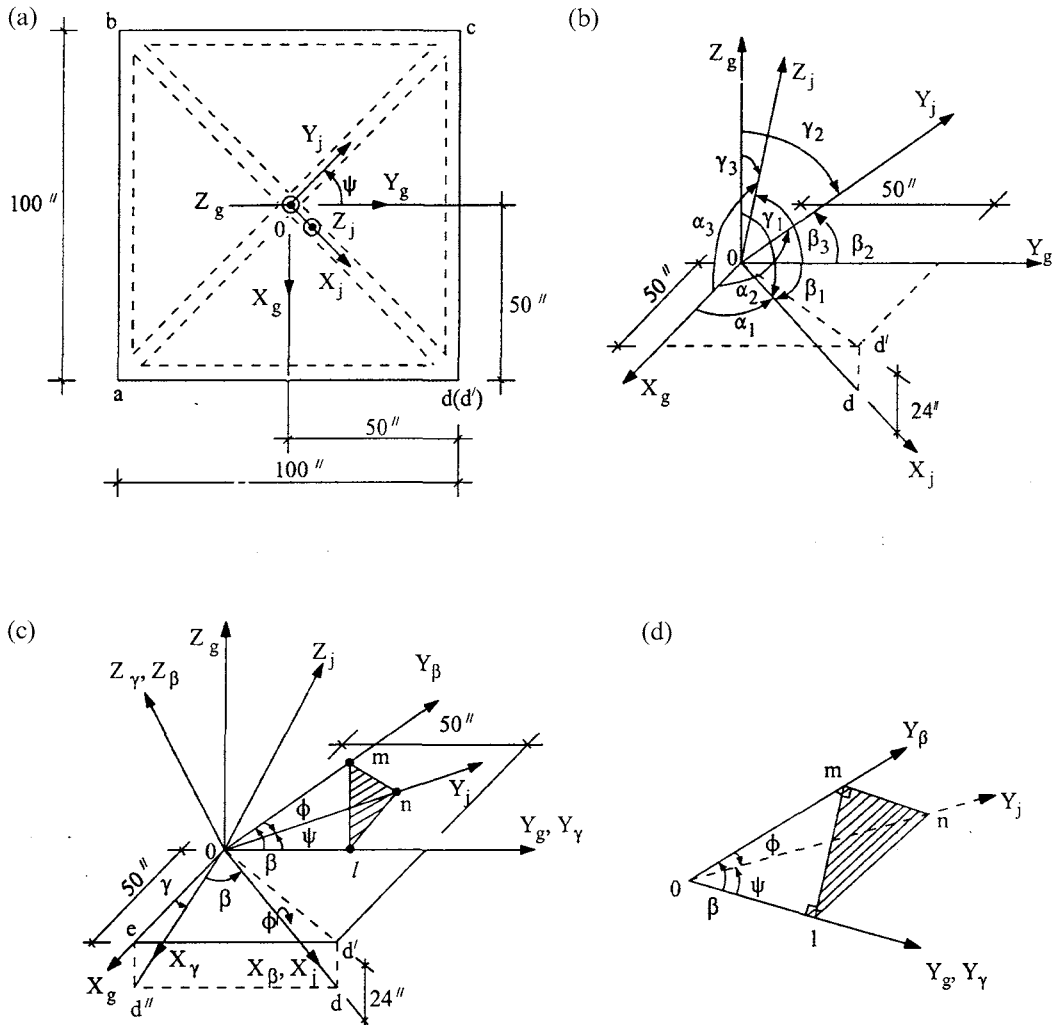 (a)
b
c
100"
Y_j
ψ
Z_g
Y_g
0
Z_j
X_j
X_g
50"
a
d(d')
50"
100"
(b)
Z_g
Z_j
Y_j
γ_2
γ_3
50"
α_3
γ_1
β_3
β_2
0
Y_g
50"
α_2
β_1
α_1
d'
X_g
d
24"
X_j
(c)
Z_g
Z_j
Z_γ, Z_β
Y_β
50"
m
Y_j
n
ϕ
ψ
Y_g, Y_γ
0
β
l
50"
γ
β
ϕ
e
d'
X_g
X_γ
X_β, X_j
d"
d
24"
(d)
Y_β
m
Y_j
n
ϕ
0
ψ
β
l
Y_g, Y_γ